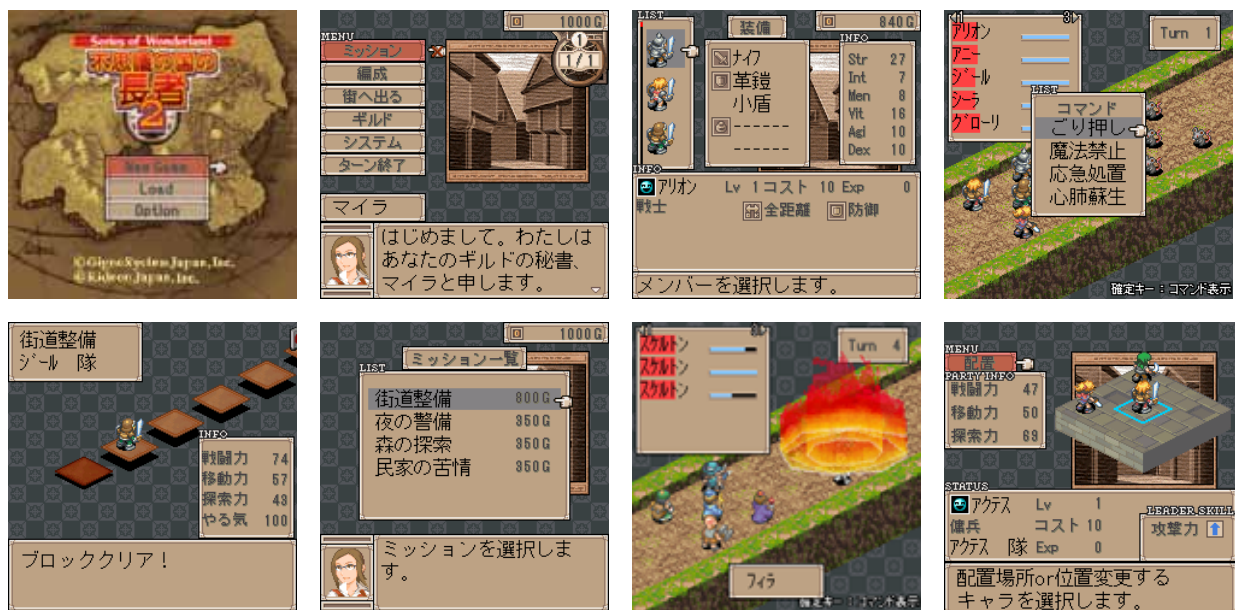 Series of Wonderland
不思議の国の
長者
2
New Game
Load
Option
©GlynnSystem Japan, Inc.
© Rideon Japan, Inc.
1000G
MENU
ミッション
編成
街へ出る
ギルド
システム
ターン終了
1
1/1
マイラ
はじめまして。わたしは
あなたのギルドの秘書、
マイラと申します。
LIST
装備
840G
ナイフ
革鎧
小盾
------
------
INFO
Str 27
Int 7
Men 8
Vit 16
Agi 10
Dex 10
INFO
アリオン Lv 1 コスト 10 Exp 0
戦士
全距離 防御
メンバーを選択します。
1
3
アリオン
アニー
ジール
シーラ
グローリ
Turn 1
LIST
コマンド
ごり押し
魔法禁止
応急処置
心肺蘇生
確定キー：コマンド表示
街道整備
ジール 隊
INFO
戦闘力 74
移動力 57
探索力 43
やる気 100
ブロッククリア！
1000G
ミッション一覧
LIST
街道整備 800G
夜の警備 350G
森の探索 350G
民家の苦情 350G
ミッションを選択しま
す。
スケルトン
スケルトン
スケルトン
Turn 4
フィラ
確定キー：コマンド表示
MENU
配置
PARTY INFO
戦闘力 47
移動力 50
探索力 69
STATUS
アクテス Lv 1
傭兵 コスト 10
アクテス 隊 Exp 0
LEADER SKILL
攻撃力
配置場所or位置変更する
キャラを選択します。